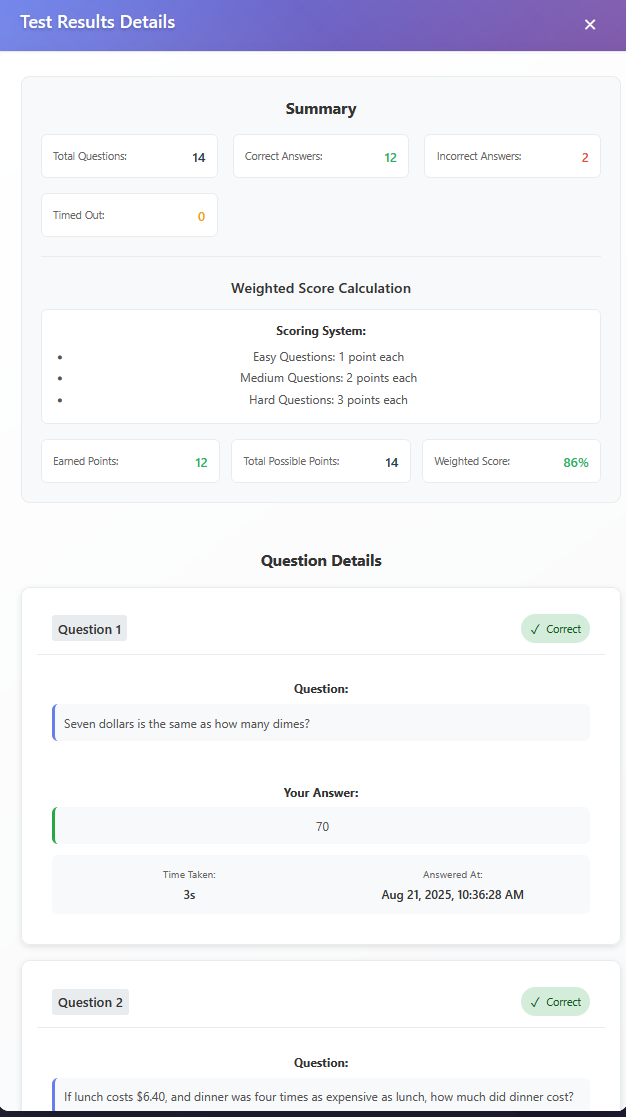 Test Results Details
×
Summary
Total Questions: 14
Correct Answers: 12
Incorrect Answers: 2
Timed Out: 0
Weighted Score Calculation
Scoring System:
• Easy Questions: 1 point each
• Medium Questions: 2 points each
• Hard Questions: 3 points each
Earned Points: 12
Total Possible Points: 14
Weighted Score: 86%
Question Details
Question 1
✓ Correct
Question:
Seven dollars is the same as how many dimes?
Your Answer:
70
Time Taken:
3s
Answered At:
Aug 21, 2025, 10:36:28 AM
Question 2
✓ Correct
Question:
If lunch costs $6.40, and dinner was four times as expensive as lunch, how much did dinner cost?